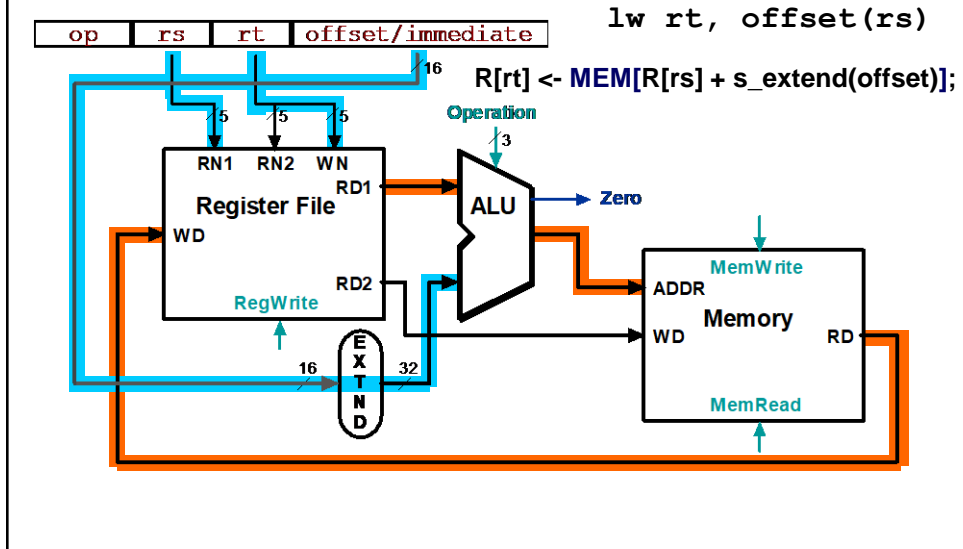 lw rt, offset(rs)
op rs rt offset/immediate
16
R[rt] <- MEM[R[rs] + s_extend(offset)];
5 5 5
Operation
3
RN1 RN2 WN
RD1
Register File
ALU
Zero
WD
MemWrite
RD2
ADDR
RegWrite
Memory
WD
RD
EXTND
16
32
MemRead